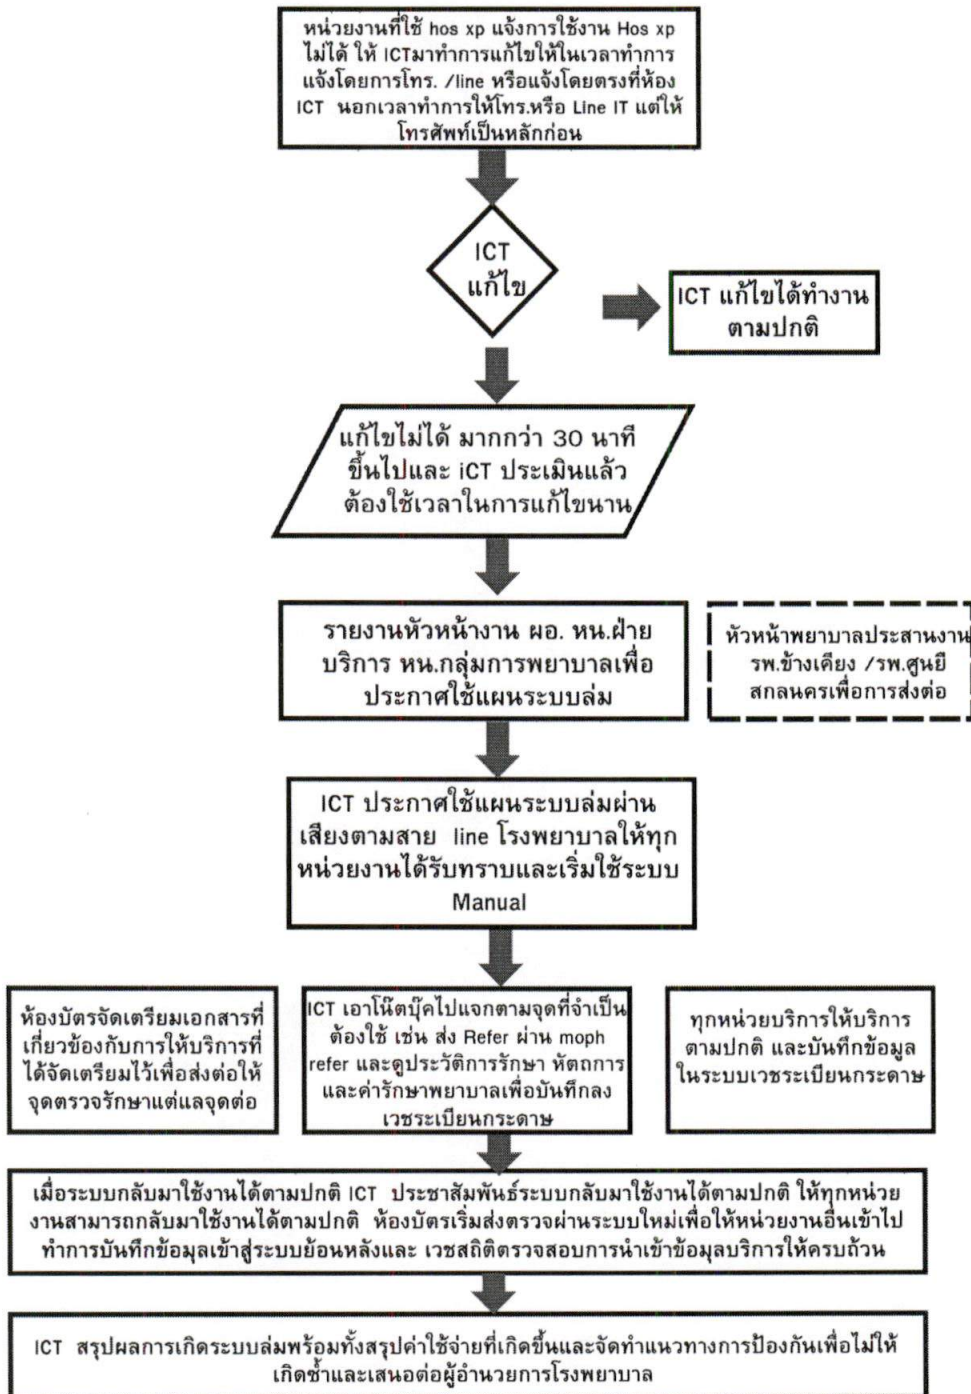 หน่วยงานที่ใช้ hos xp แจ้งการใช้งาน Hos xp
ไม่ได้ ให้ ICTมาทำการแก้ไขให้ในเวลาทำการ
แจ้งโดยการโทร. /line หรือแจ้งโดยตรงที่ห้อง
ICT นอกเวลาทำการให้โทร.หรือ Line IT แต่ให้
โทรศัพท์เป็นหลักก่อน
ICT
แก้ไข
ICT แก้ไขได้ทำงาน
ตามปกติ
แก้ไขไม่ได้ มากกว่า 30 นาที
ขึ้นไปและ iCT ประเมินแล้ว
ต้องใช้เวลาในการแก้ไขนาน
รายงานหัวหน้างาน ผอ. หน.ฝ่าย
บริการ หน.กลุ่มการพยาบาลเพื่อ
ประกาศใช้แผนระบบล่ม
หัวหน้าพยาบาลประสานงาน
รพ.ข้างเคียง /รพ.ศูนยื
สกลนครเพื่อการส่งต่อ
ICT ประกาศใช้แผนระบบล่มผ่าน
เสียงตามสาย line โรงพยาบาลให้ทุก
หน่วยงานได้รับทราบและเริ่มใช้ระบบ
Manual
ห้องบัตรจัดเตรียมเอกสารที่
เกี่ยวข้องกับการให้บริการที่
ได้จัดเตรียมไว้เพื่อส่งต่อให้
จุดตรวจรักษาแต่แลจุดต่อ
ICT เอาโน๊ตบุ๊คไปแจกตามจุดที่จำเป็น
ต้องใช้ เช่น ส่ง Refer ผ่าน moph
refer และดูประวัติการรักษา หัตถการ
และค่ารักษาพยาบาลเพื่อบันทึกลง
เวชระเบียนกระดาษ
ทุกหน่วยบริการให้บริการ
ตามปกติ และบันทึกข้อมูล
ในระบบเวชระเบียนกระดาษ
เมื่อระบบกลับมาใช้งานได้ตามปกติ ICT ประชาสัมพันธ์ระบบกลับมาใช้งานได้ตามปกติ ให้ทุกหน่วย
งานสามารถกลับมาใช้งานได้ตามปกติ ห้องบัตรเริ่มส่งตรวจผ่านระบบใหม่เพื่อให้หน่วยงานอื่นเข้าไป
ทำการบันทึกข้อมูลเข้าสู่ระบบย้อนหลังและ เวชสถิติตรวจสอบการนำเข้าข้อมูลบริการให้ครบถ้วน
ICT สรุปผลการเกิดระบบล่มพร้อมทั้งสรุปค่าใช้จ่ายที่เกิดขึ้นและจัดทำแนวทางการป้องกันเพื่อไม่ให้
เกิดซ้ำและเสนอต่อผู้อำนวยการโรงพยาบาล